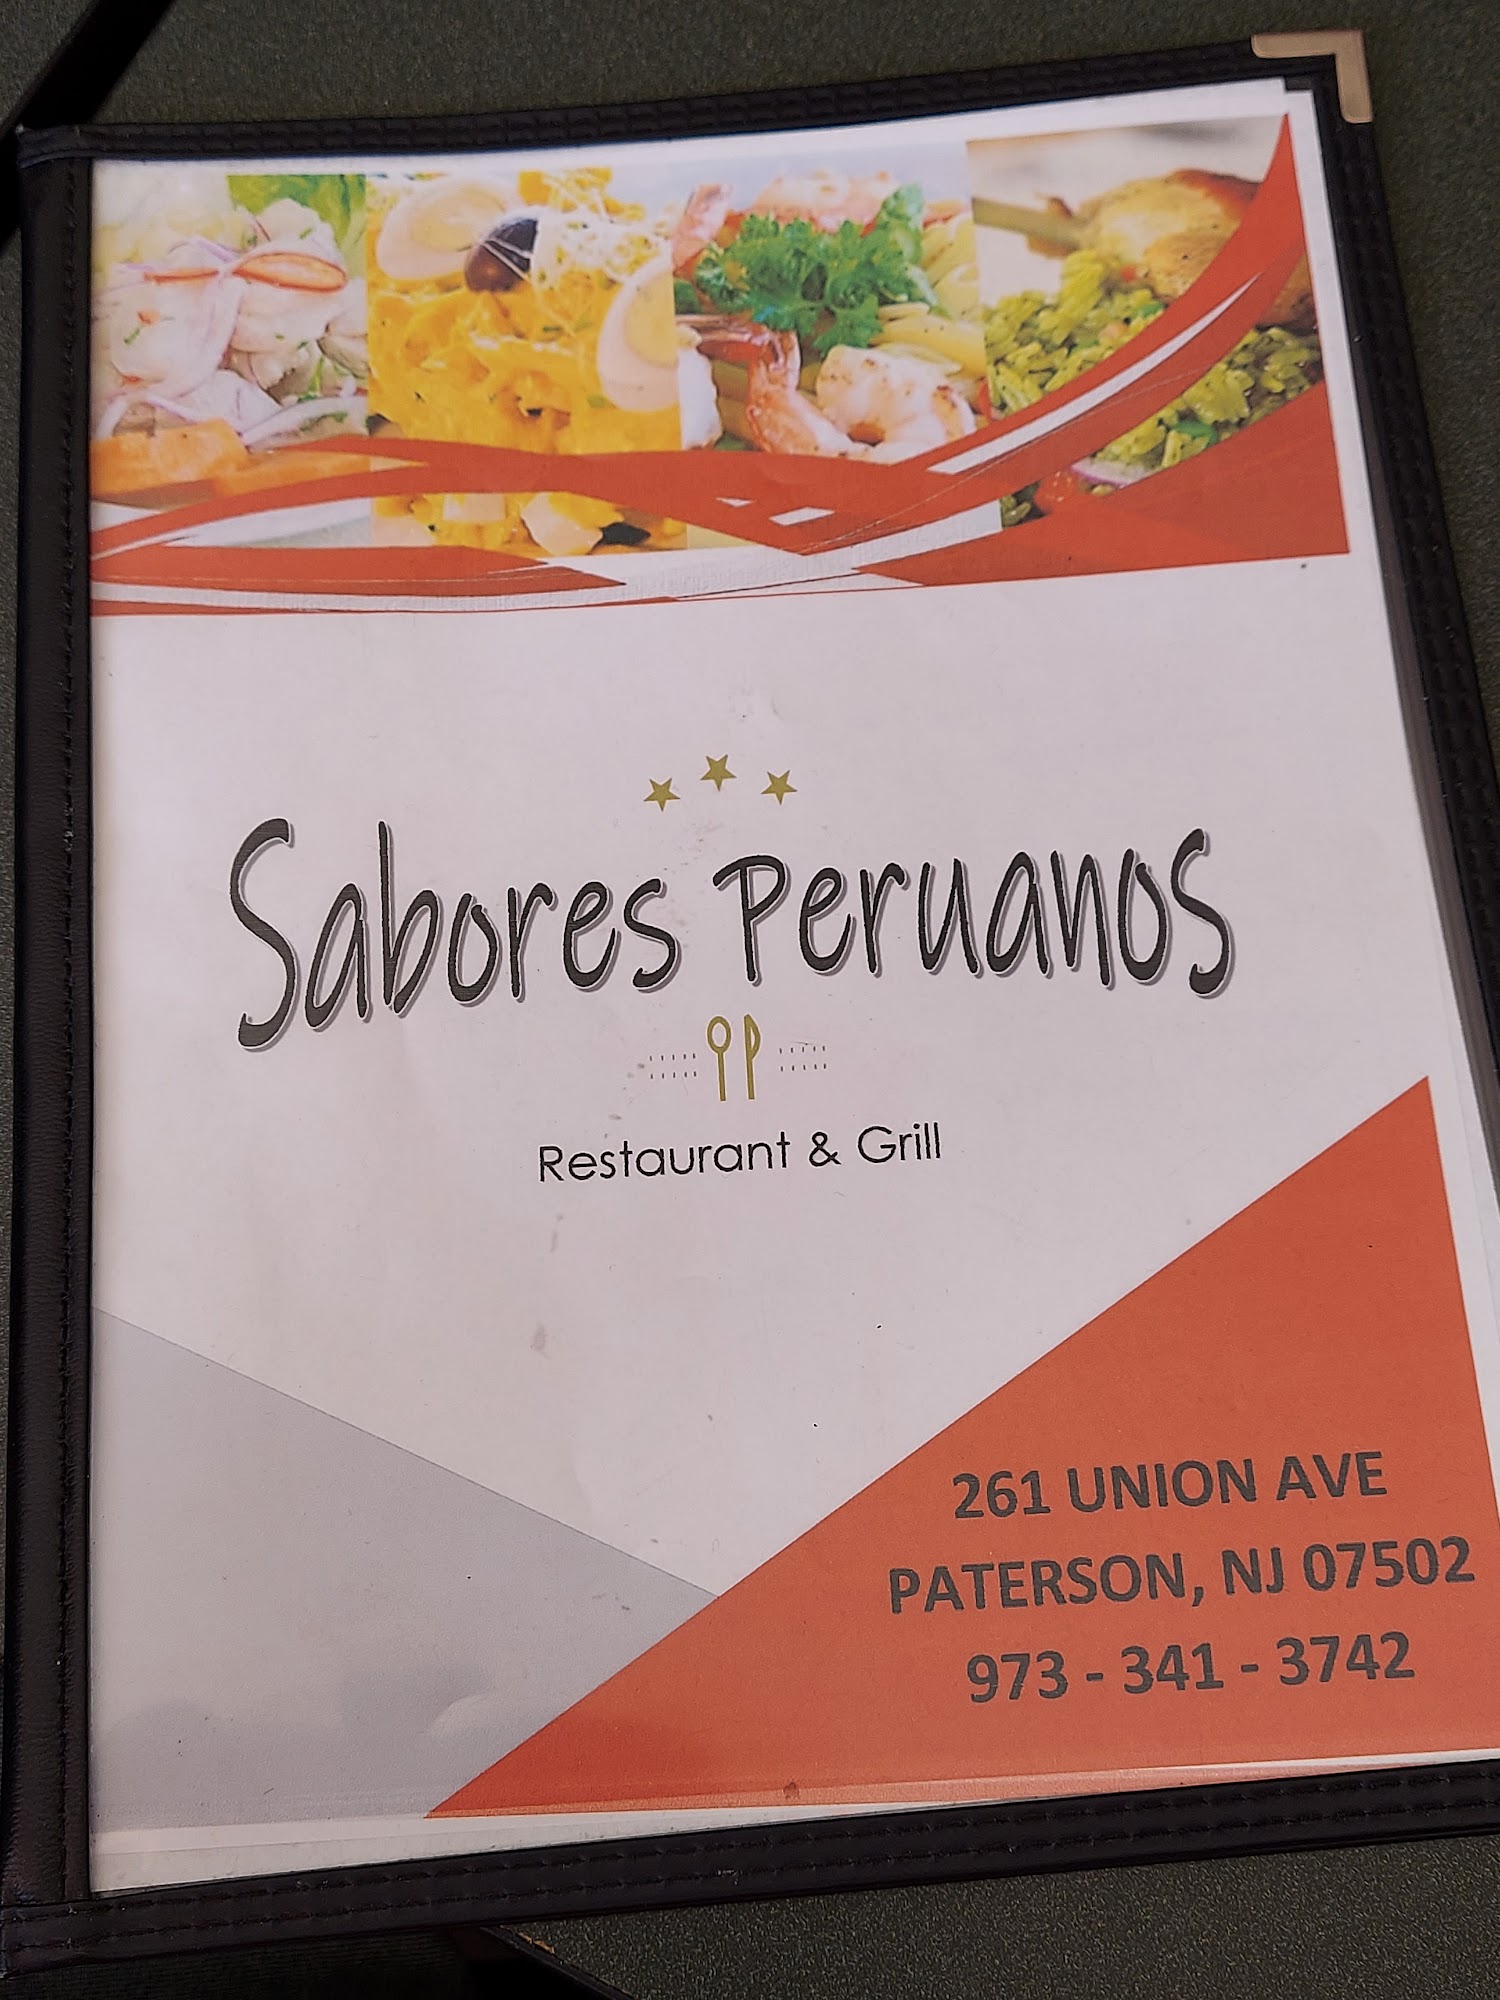 Sabores Peruanos
Restaurant & Grill
261 UNION AVE
PATERSON, NJ 07502
973 - 341 - 3742